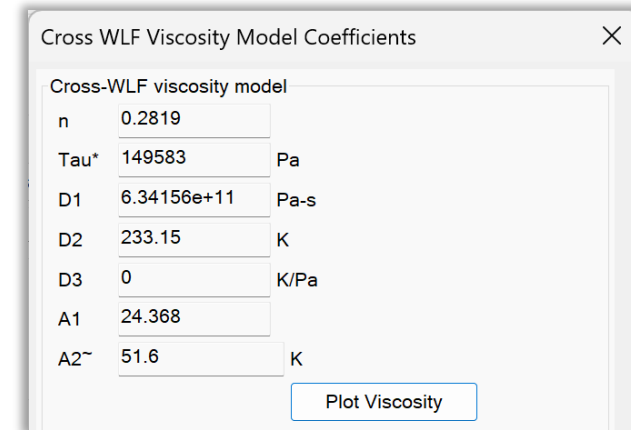 Cross WLF Viscosity Model Coefficients
Cross-WLF viscosity model
n 0.2819
Tau* 149583 Pa
D1 6.34156e+11 Pa-s
D2 233.15 K
D3 0 K/Pa
A1 24.368
A2~ 51.6 K
Plot Viscosity